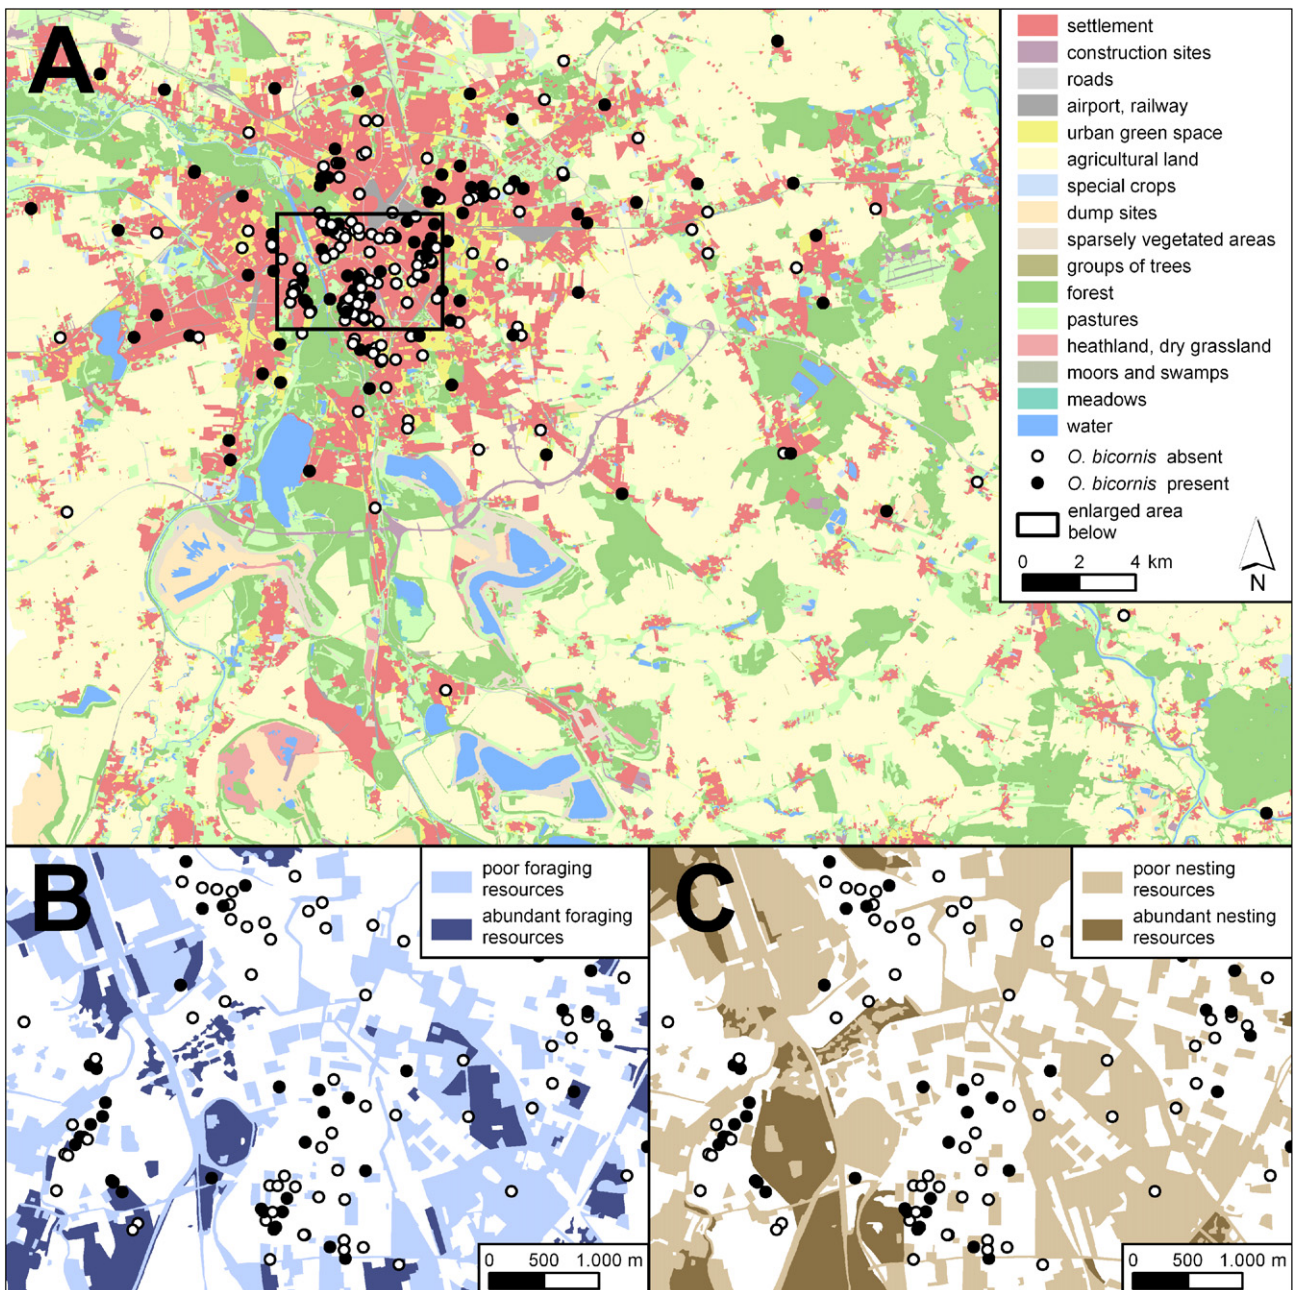 A
settlement
construction sites
roads
airport, railway
urban green space
agricultural land
special crops
dump sites
sparsely vegetated areas
groups of trees
forest
pastures
heathland, dry grassland
moors and swamps
meadows
water
O. bicornis absent
O. bicornis present
enlarged area
below
0 2 4 km
N
B
poor foraging
resources
abundant foraging
resources
0 500 1.000 m
C
poor nesting
resources
abundant nesting
resources
0 500 1.000 m